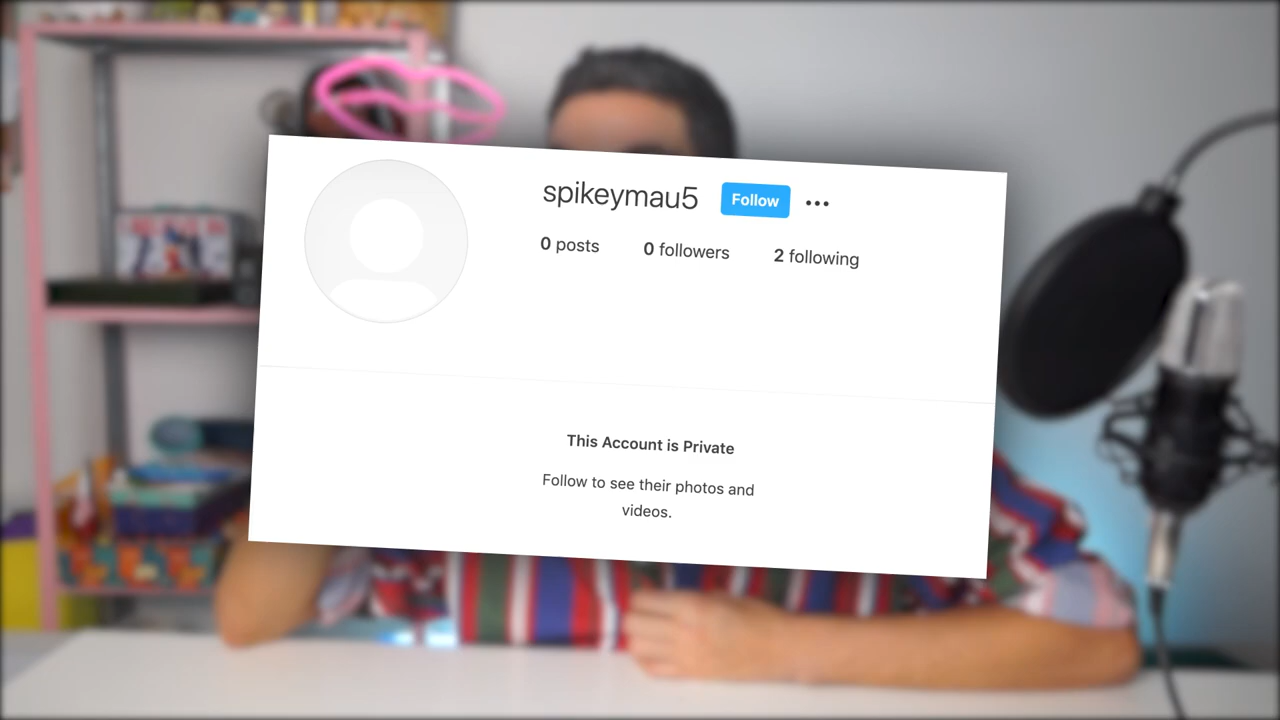 spikeymau5 Follow •••
0 posts 0 followers 2 following
This Account is Private
Follow to see their photos and
videos.